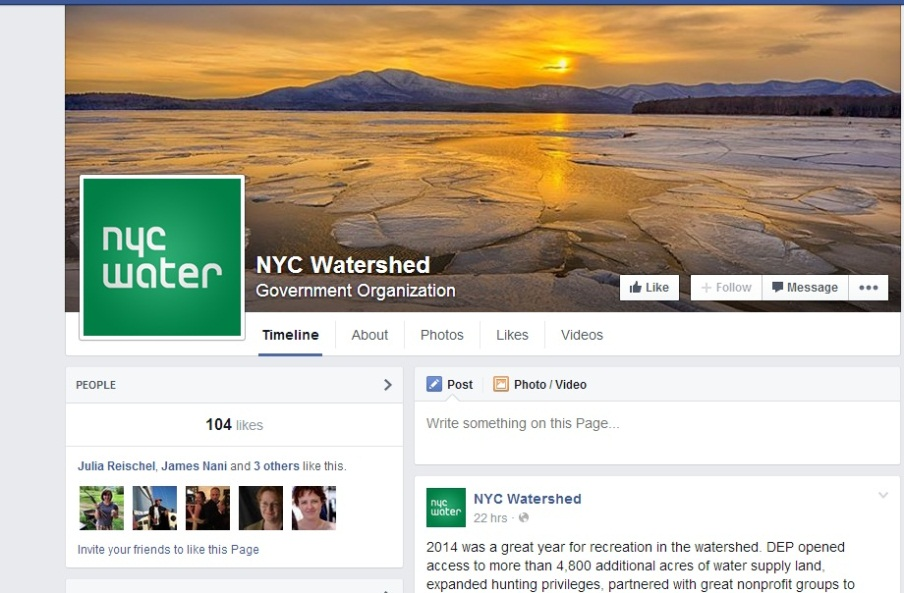 nyc
water
NYC Watershed
Government Organization
Like
+ Follow
Message
Timeline
About
Photos
Likes
Videos
PEOPLE
104 likes
Julia Reischel, James Nani and 3 others like this.
Invite your friends to like this Page
Post
Photo / Video
Write something on this Page...
nyc
water
NYC Watershed
22 hrs ·
2014 was a great year for recreation in the watershed. DEP opened
access to more than 4,800 additional acres of water supply land,
expanded hunting privileges, partnered with great nonprofit groups to